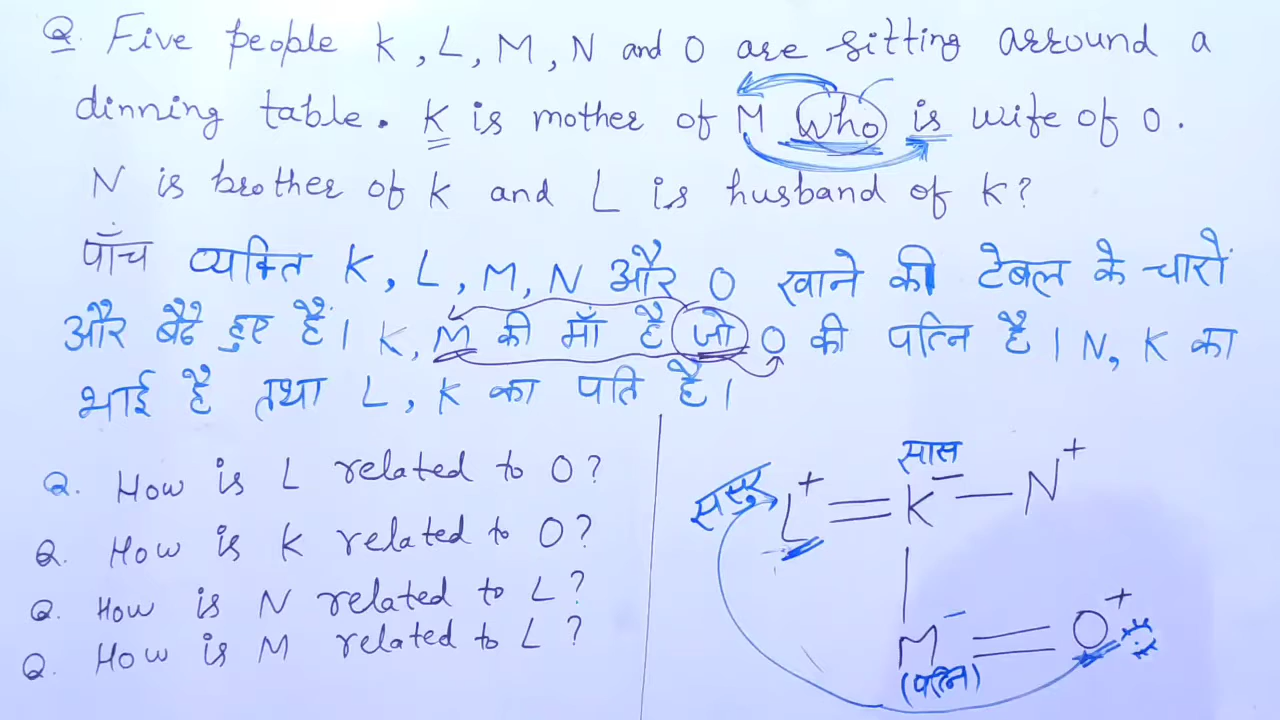 Q. Five people K, L, M, N and O are sitting arround a
dinning table. K is mother of M Who is wife of O.
N is brother of K and L is husband of K?
पाँच व्यक्ति K, L, M, N और O खाने की टेबल के चारों
और बैठे हुए हैं। K, M की माँ है जो O की पत्नि है। N, K का
भाई है तथा L, K का पति है।
Q. How is L related to O?
Q. How is K related to O?
Q. How is N related to L?
Q. How is M related to L?
सास
ससुर L+ = K- — N+
M- = O+
(पत्नि)